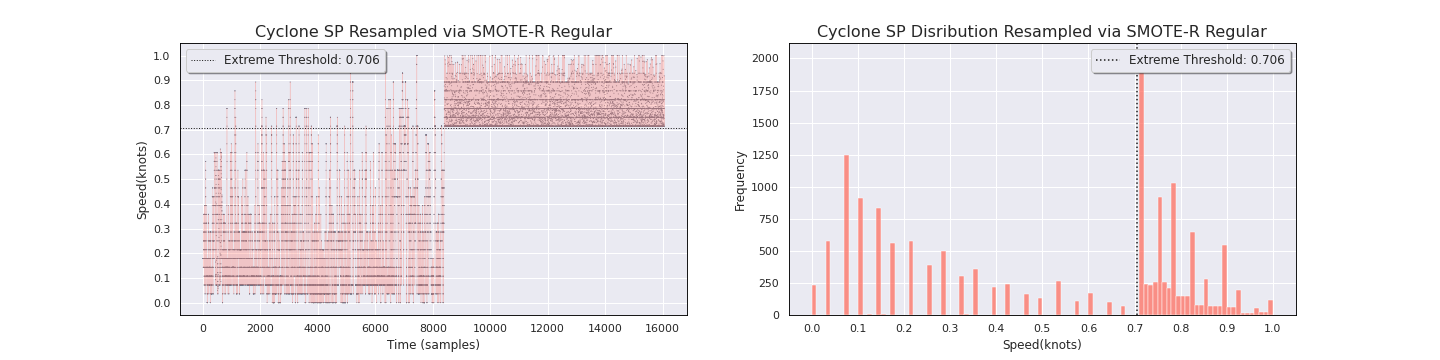 Cyclone SP Resampled via SMOTE-R Regular
Extreme Threshold: 0.706
Speed(knots)
1.0
0.9
0.8
0.7
0.6
0.5
0.4
0.3
0.2
0.1
0.0
0 2000 4000 6000 8000 10000 12000 14000 16000
Time (samples)
Cyclone SP Disribution Resampled via SMOTE-R Regular
Extreme Threshold: 0.706
Frequency
2000
1750
1500
1250
1000
750
500
250
0
0.0 0.1 0.2 0.3 0.4 0.5 0.6 0.7 0.8 0.9 1.0
Speed(knots)